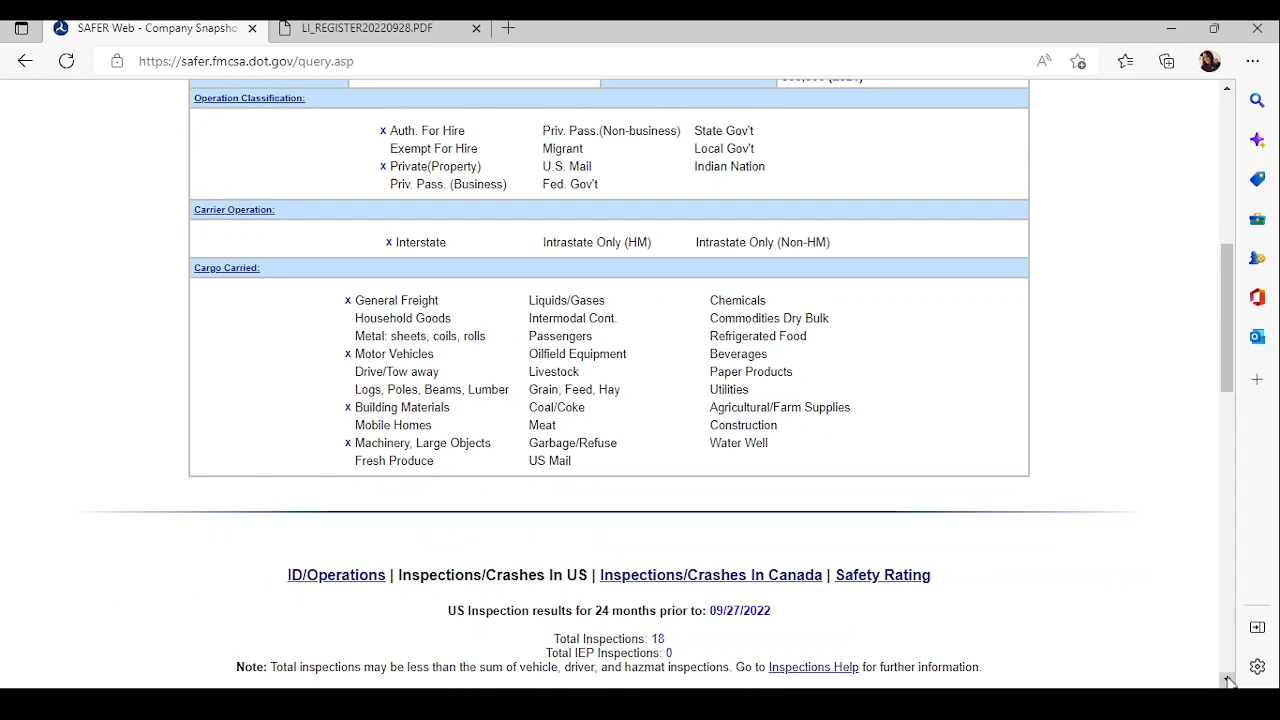 SAFER Web - Company Snapsho
LI_REGISTER20220928.PDF
https://safer.fmcsa.dot.gov/query.asp
Operation Classification:
x Auth. For Hire Priv. Pass.(Non-business) State Gov't
Exempt For Hire Migrant Local Gov't
x Private(Property) U.S. Mail Indian Nation
Priv. Pass. (Business) Fed. Gov't
Carrier Operation:
x Interstate Intrastate Only (HM) Intrastate Only (Non-HM)
Cargo Carried:
x General Freight Liquids/Gases Chemicals
Household Goods Intermodal Cont. Commodities Dry Bulk
Metal: sheets, coils, rolls Passengers Refrigerated Food
x Motor Vehicles Oilfield Equipment Beverages
Drive/Tow away Livestock Paper Products
Logs, Poles, Beams, Lumber Grain, Feed, Hay Utilities
x Building Materials Coal/Coke Agricultural/Farm Supplies
Mobile Homes Meat Construction
x Machinery, Large Objects Garbage/Refuse Water Well
Fresh Produce US Mail
ID/Operations | Inspections/Crashes In US | Inspections/Crashes In Canada | Safety Rating
US Inspection results for 24 months prior to: 09/27/2022
Total Inspections: 18
Total IEP Inspections: 0
Note: Total inspections may be less than the sum of vehicle, driver, and hazmat inspections. Go to Inspections Help for further information.